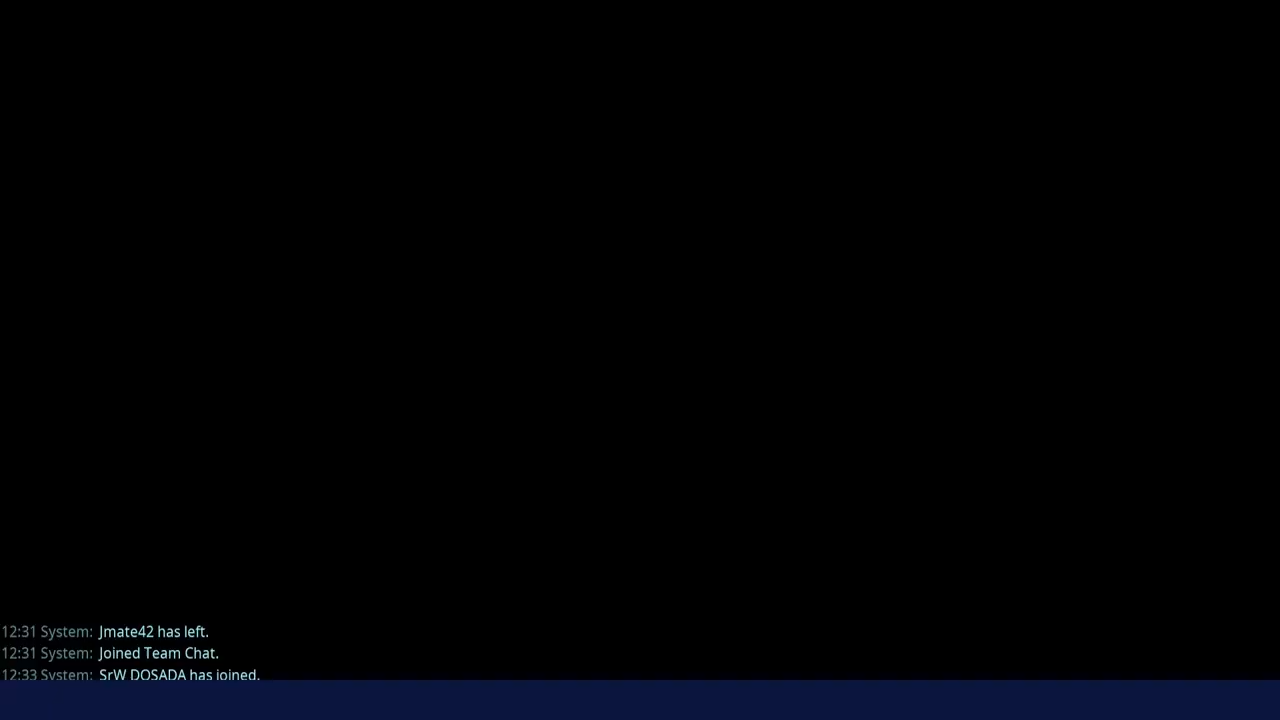 12:31 System: Jmate42 has left.
12:31 System: Joined Team Chat.
12:33 System: SrW DOSADA has joined.